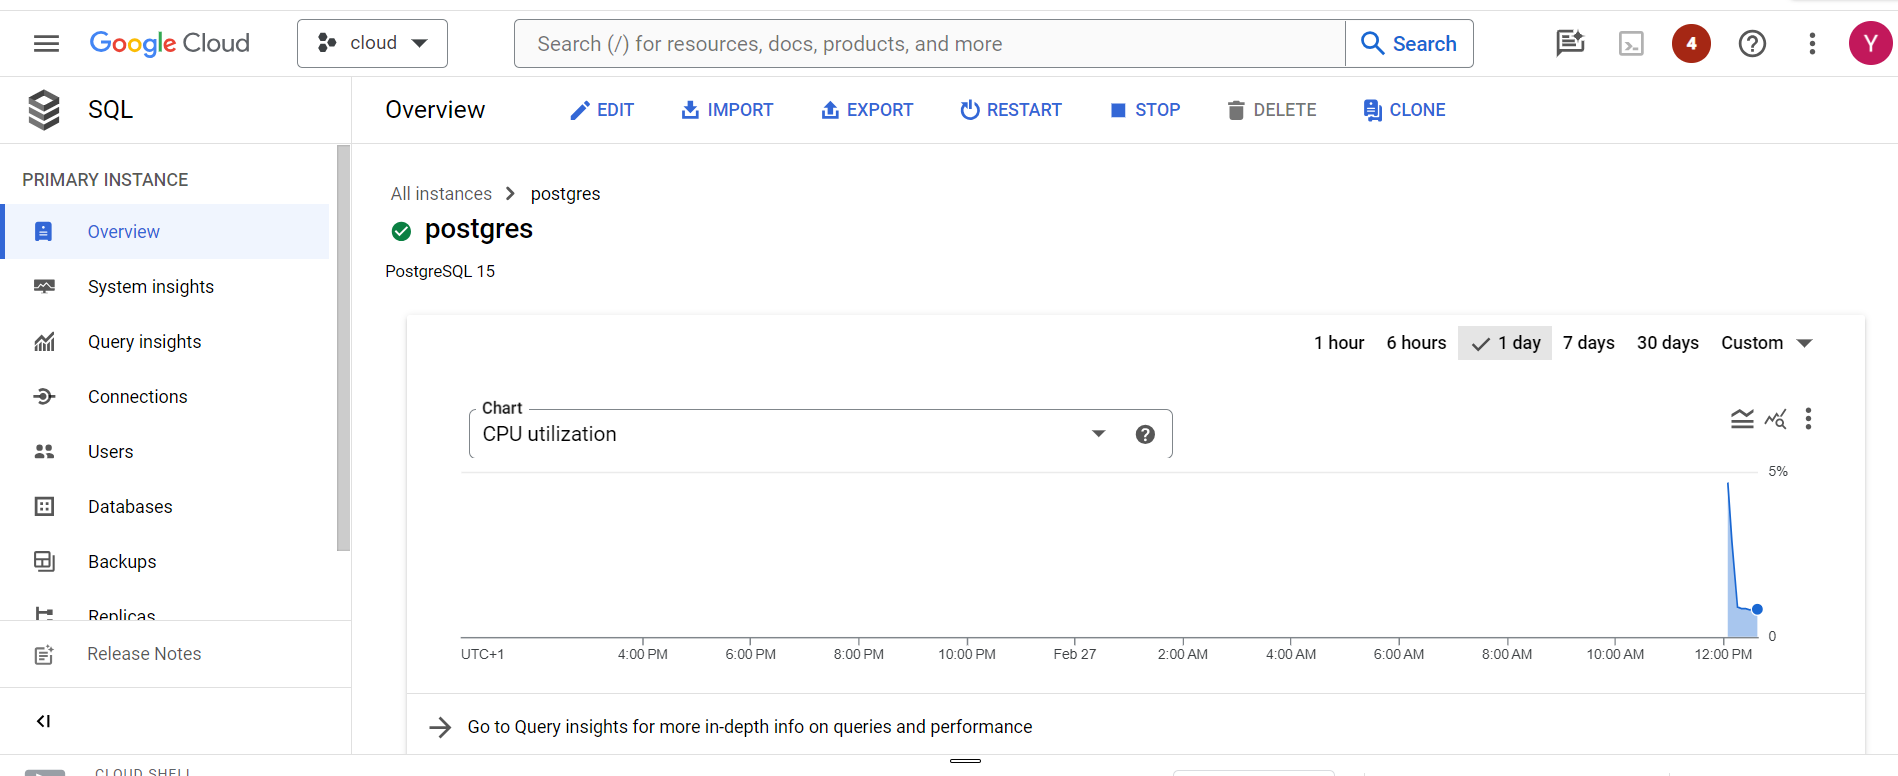 Google Cloud
cloud
Search (/) for resources, docs, products, and more
Search
4
Y
SQL
Overview
EDIT
IMPORT
EXPORT
RESTART
STOP
DELETE
CLONE
PRIMARY INSTANCE
Overview
System insights
Query insights
Connections
Users
Databases
Backups
Replicas
Release Notes
All instances
postgres
postgres
PostgreSQL 15
1 hour
6 hours
1 day
7 days
30 days
Custom
Chart
CPU utilization
5%
0
UTC+1
4:00 PM
6:00 PM
8:00 PM
10:00 PM
Feb 27
2:00 AM
4:00 AM
6:00 AM
8:00 AM
10:00 AM
12:00 PM
Go to Query insights for more in-depth info on queries and performance
CLOUD SHELL